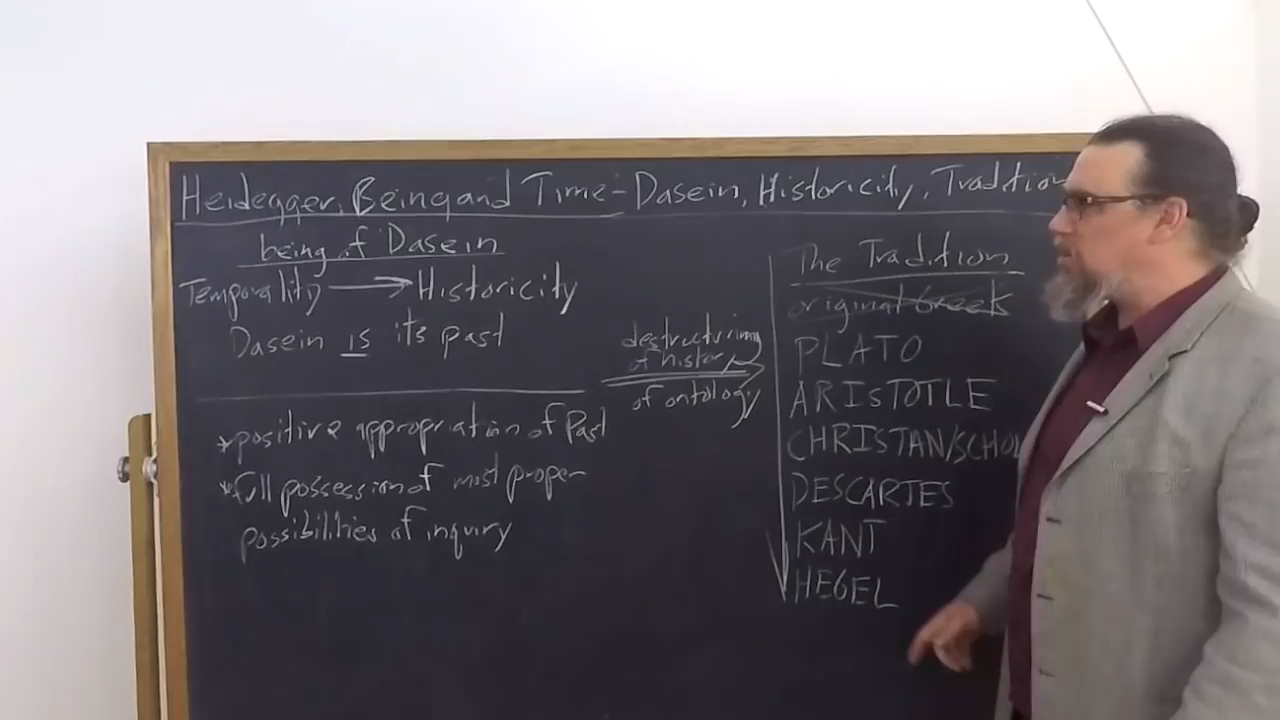 Heidegger, Being and Time - Dasein, Historicity, Tradition
being of Dasein
Temporality → Historicity
Dasein is its past
*positive appropriation of Past
*full possession of most proper
possibilities of inquiry
destructuring
of history
of ontology
The Tradition
original Greek
PLATO
ARISTOTLE
CHRISTAN/SCHOL
DESCARTES
KANT
HEGEL